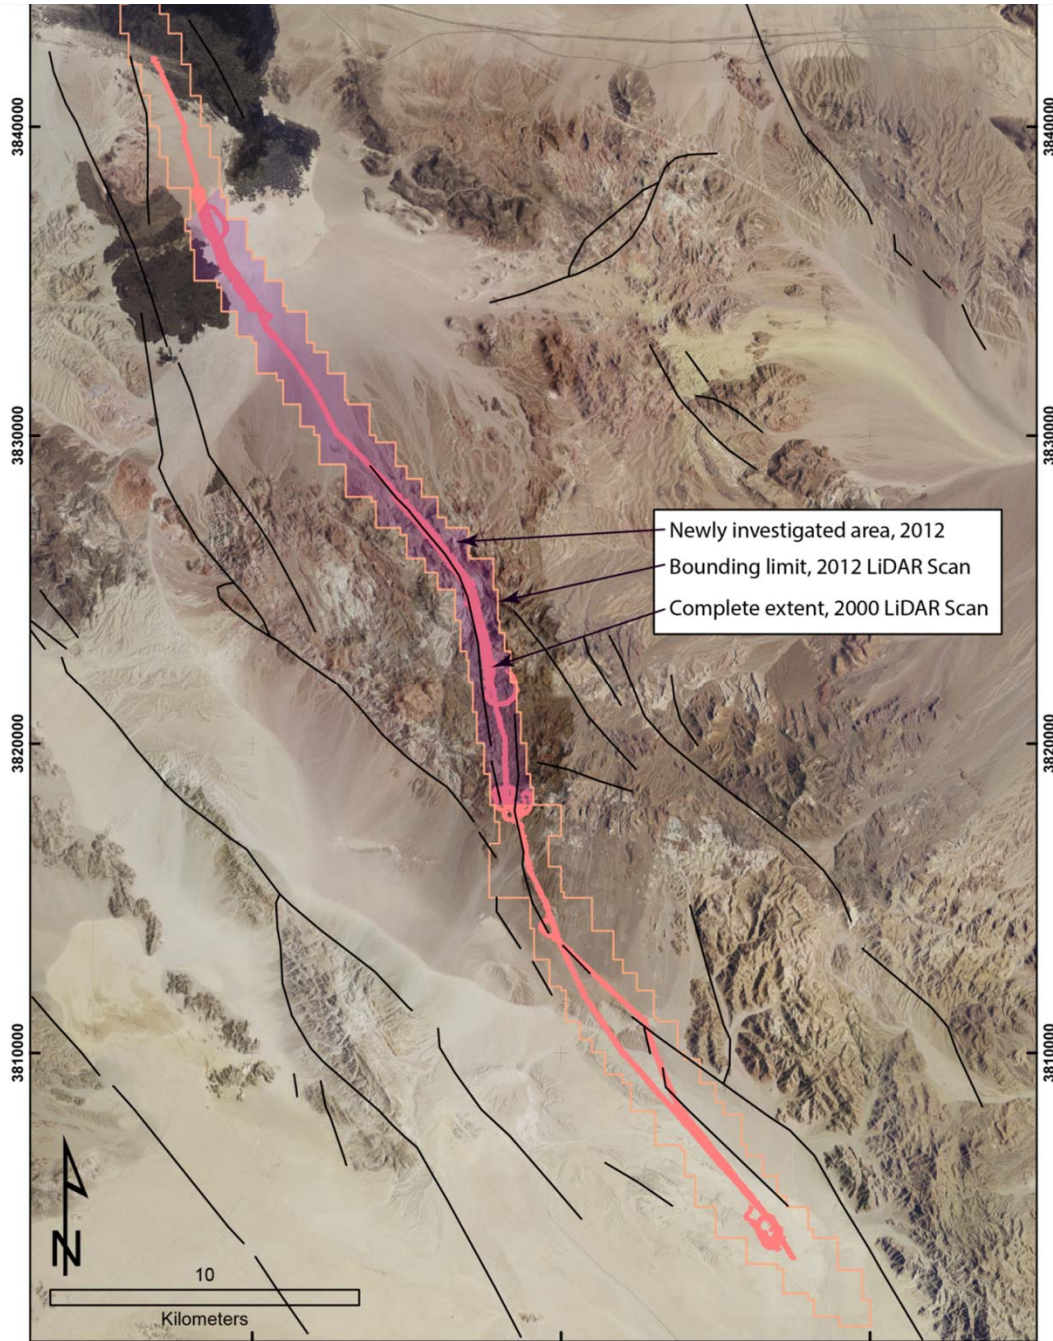 3840000
3840000
3830000
3830000
Newly investigated area, 2012
Bounding limit, 2012 LiDAR Scan
Complete extent, 2000 LiDAR Scan
3820000
3820000
3810000
3810000
N
10
Kilometers